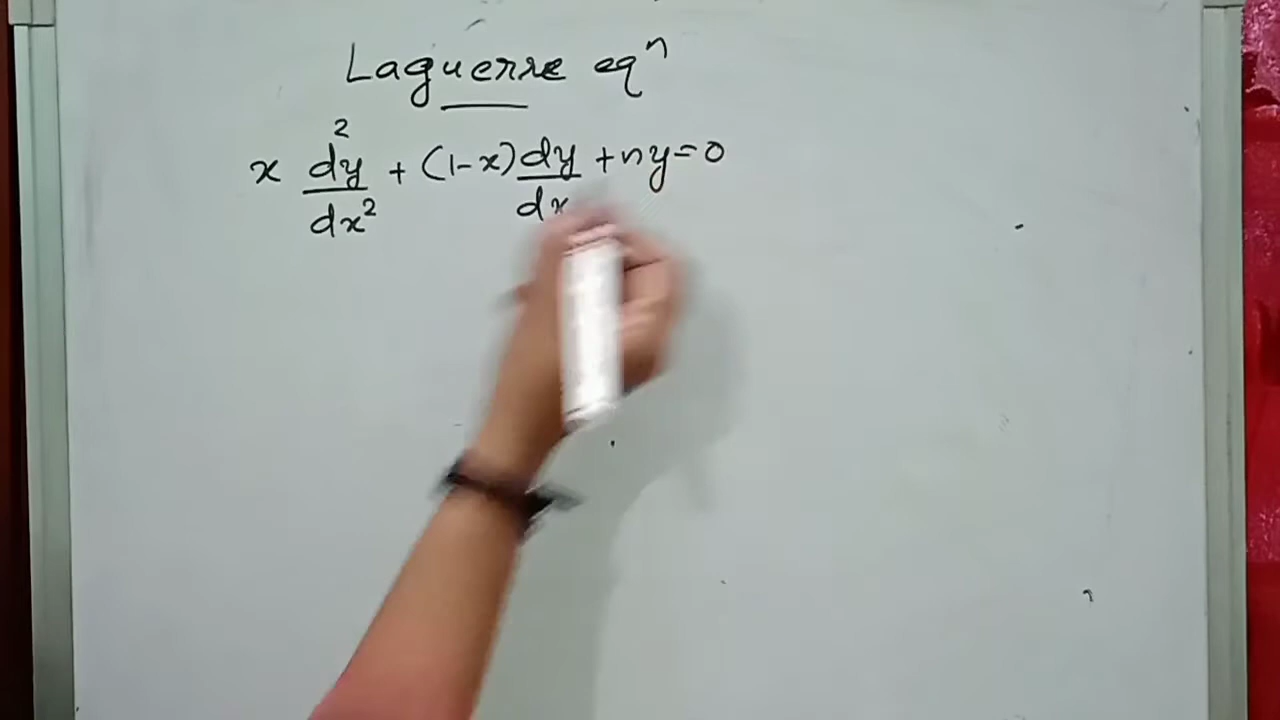 Laguerre eqⁿ
x d²y/dx² + (1-x) dy/dx + ny = 0